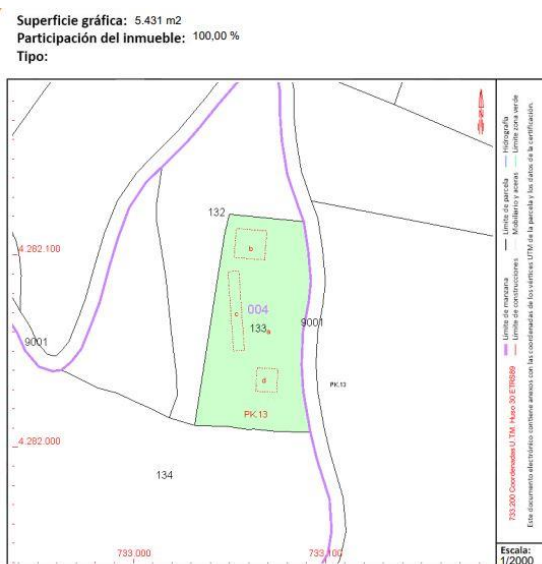 Superficie gráfica: 5.431 m2
Participación del inmueble: 100,00 %
Tipo:
132
b
4.282.100
004
c
133
a
9001
9001
d
PK.13
PK.13
4.282.000
134
733.000
733.100
Límite de manzana
Límite de parcela
Hidrografía
Límite de construcciones
Mobiliario y aceras
Límite zona verde
733.200 Coordenadas U.T.M. Huso 30 ETRS89
Este documento electrónico contiene anexos con las coordenadas de los vértices UTM de la parcela y los datos de la certificación.
Escala:
1/2000